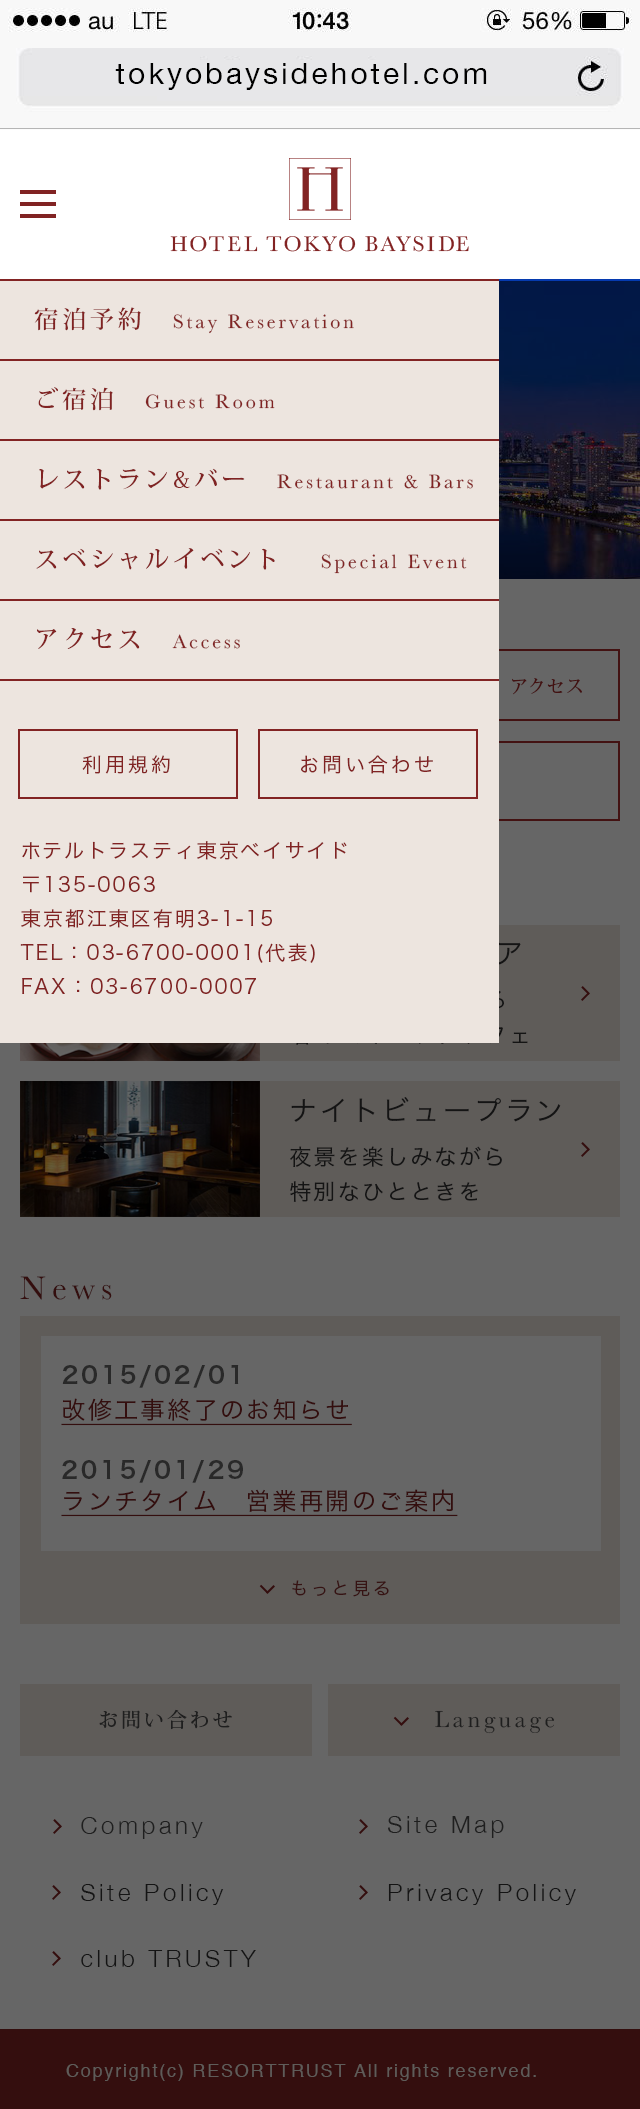 au LTE 10:43 56%
tokyobaysidehotel.com
H
HOTEL TOKYO BAYSIDE
宿泊予約 Stay Reservation
ご宿泊 Guest Room
レストラン&バー Restaurant & Bars
スペシャルイベント Special Event
アクセス Access
アクセス
利用規約 お問い合わせ
ホテルトラスティ東京ベイサイド
〒135-0063
東京都江東区有明3-1-15
TEL：03-6700-0001(代表)
FAX：03-6700-0007
ア
ェ
ナイトビュープラン
夜景を楽しみながら
特別なひとときを
News
2015/02/01
改修工事終了のお知らせ
2015/01/29
ランチタイム　営業再開のご案内
もっと見る
お問い合わせ Language
Company Site Map
Site Policy Privacy Policy
club TRUSTY
Copyright(c) RESORTTRUST All rights reserved.